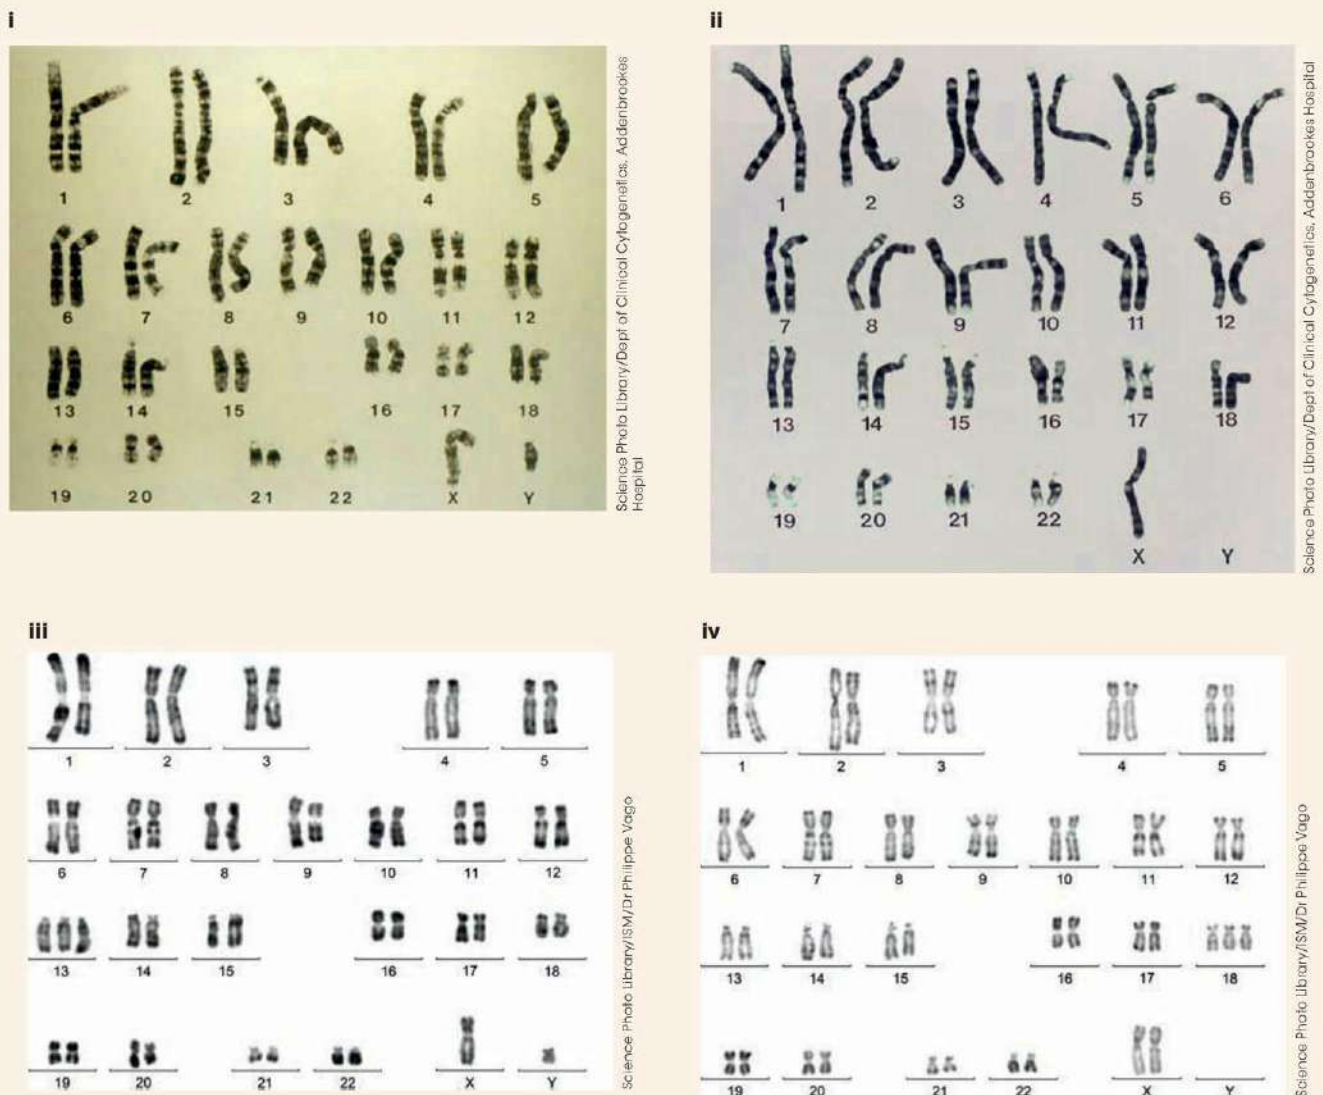 i
1 2 3 4 5
6 7 8 9 10 11 12
13 14 15 16 17 18
19 20 21 22 X Y
Science Photo Library/Dept of Clinical Cytogenetics, Addenbrookes
Hospital
ii
1 2 3 4 5 6
7 8 9 10 11 12
13 14 15 16 17 18
19 20 21 22
X Y
Science Photo Library/Dept of Clinical Cytogenetics, Addenbrookes Hospital
iii
1 2 3 4 5
6 7 8 9 10 11 12
13 14 15 16 17 18
19 20 21 22 X Y
Science Photo Library/ISM/Dr Philippe Vago
iv
1 2 3 4 5
6 7 8 9 10 11 12
13 14 15 16 17 18
19 20 21 22 X Y
Science Photo Library/ISM/Dr Philippe Vago